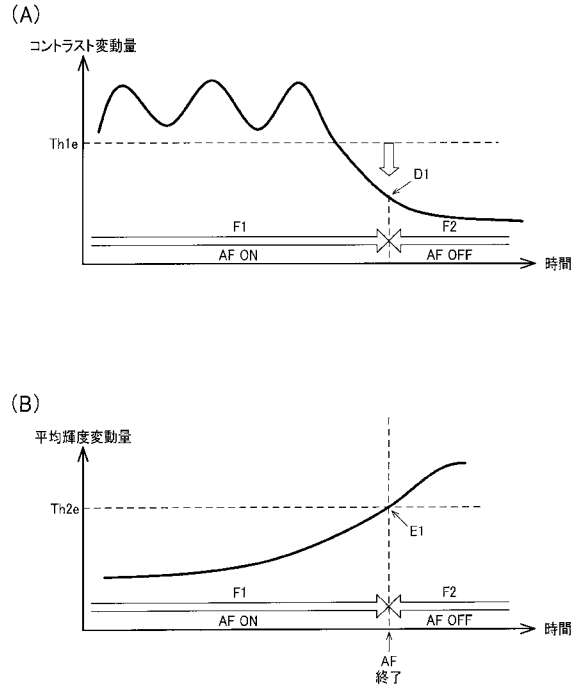 (A)
コントラスト変動量
Th1e
D1
F1
F2
AF ON
AF OFF
時間
(B)
平均輝度変動量
Th2e
E1
F1
F2
AF ON
AF OFF
時間
AF
終了